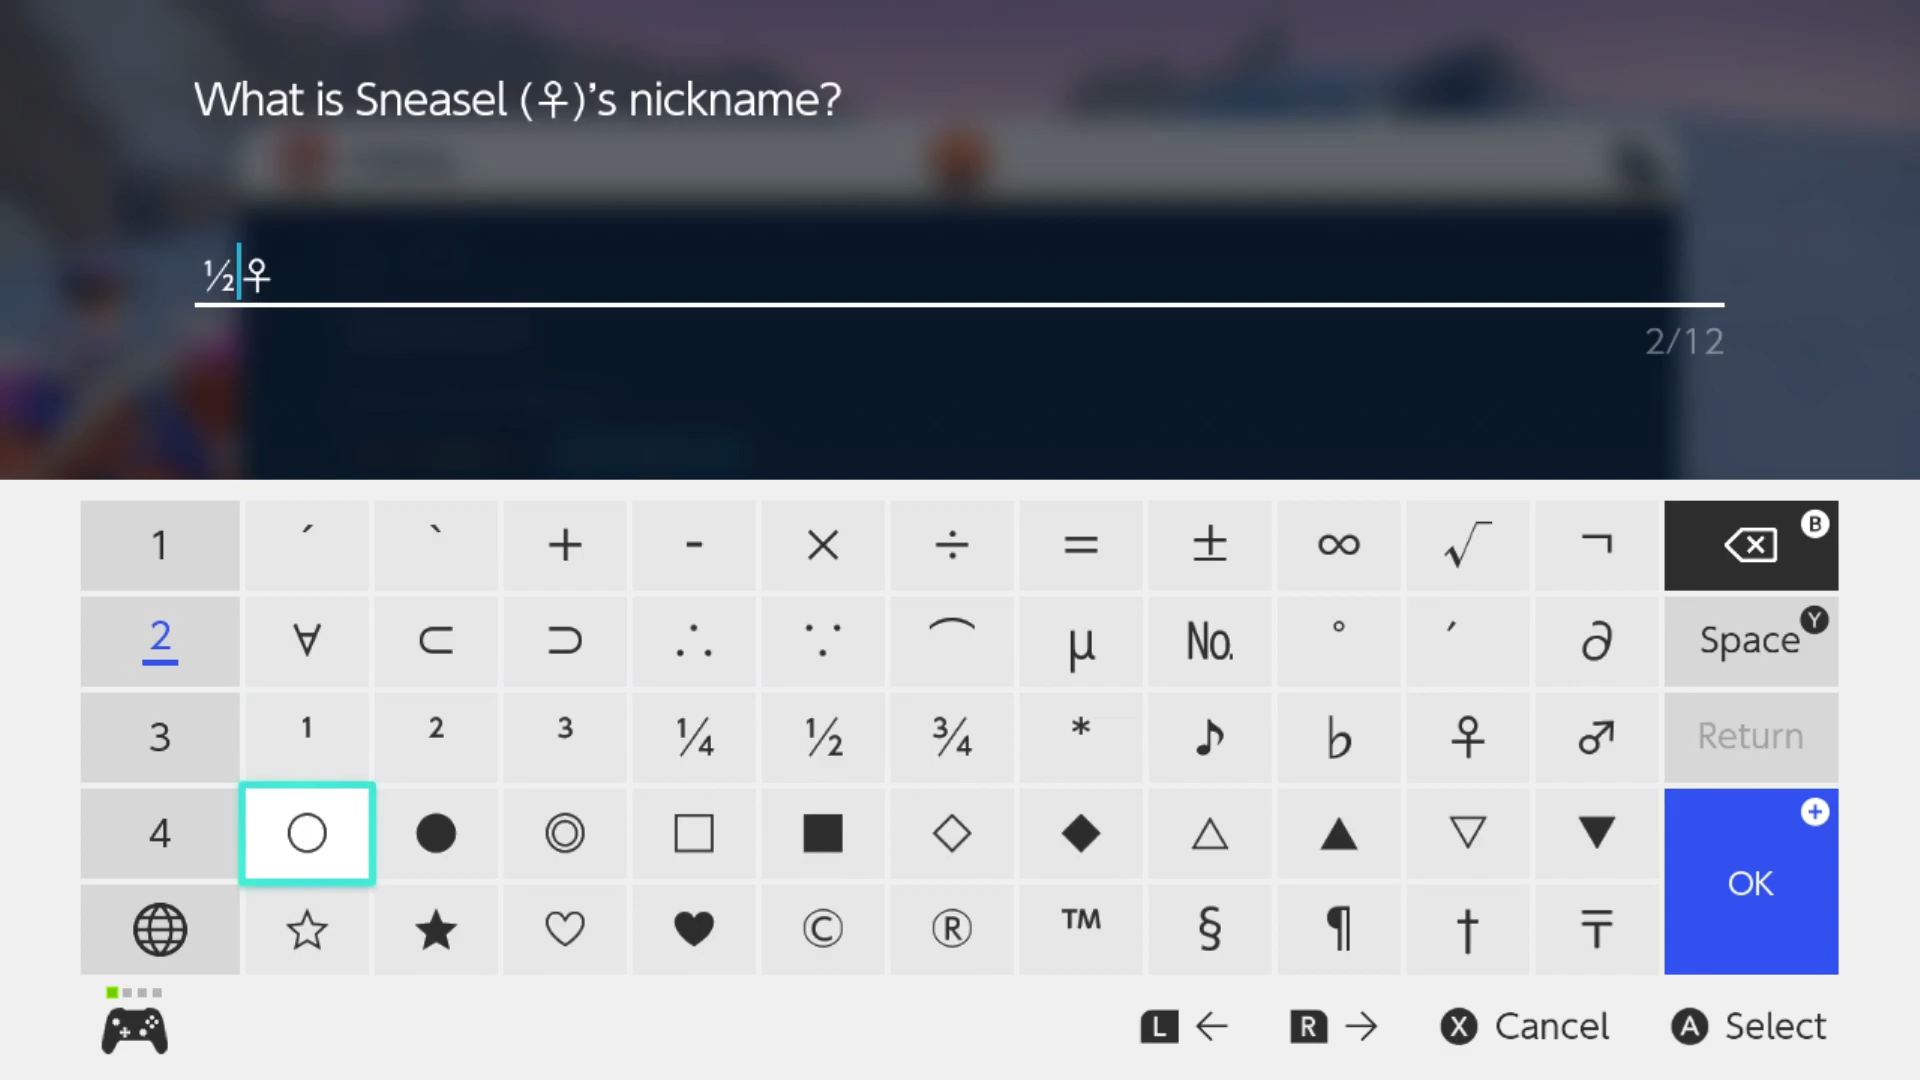 What is Sneasel (♀)'s nickname?
½♀
2/12
1 ´ ` + - × ÷ = ± ∞ √ ¬ B
2 ∀ ⊂ ⊃ ∴ ∵ ⌒ µ № ° ′ ∂ Space Y
3 ¹ ² ³ ¼ ½ ¾ * ♪ ♭ ♀ ♂ Return
4 ○ ● ◎ □ ■ ◇ ◆ △ ▲ ▽ ▼ OK +
☆ ★ ♡ ♥ © ® ™ § ¶ † 〒
L ← R → X Cancel A Select